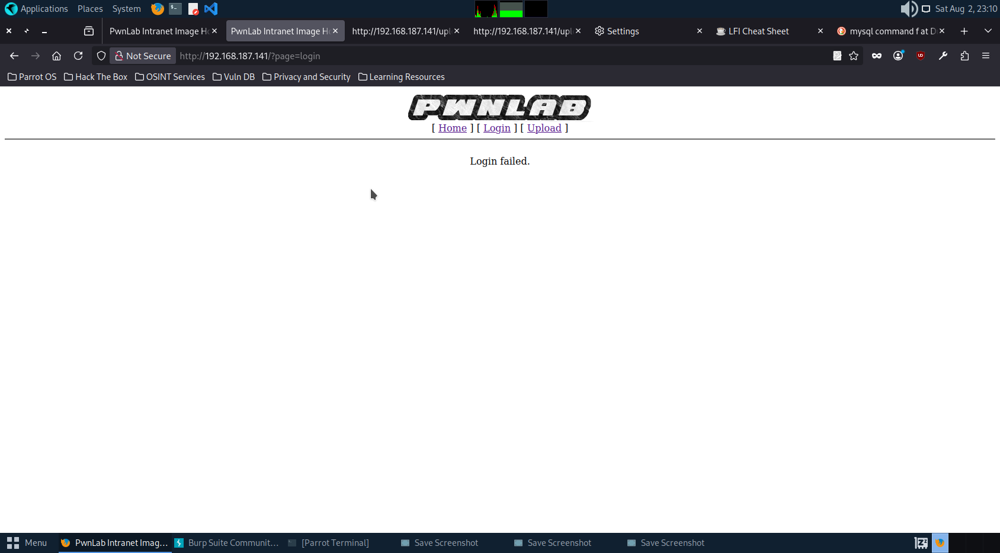 Applications Places System Sat Aug 2, 23:10
PwnLab Intranet Image Ho PwnLab Intranet Image Ho http://192.168.187.141/upl http://192.168.187.141/upl Settings LFI Cheat Sheet mysql command f at D
Not Secure http://192.168.187.141/?page=login
Parrot OS Hack The Box OSINT Services Vuln DB Privacy and Security Learning Resources
PWNLAB
[ Home ] [ Login ] [ Upload ]
Login failed.
Menu PwnLab Intranet Imag... Burp Suite Communit... [Parrot Terminal] Save Screenshot Save Screenshot Save Screenshot